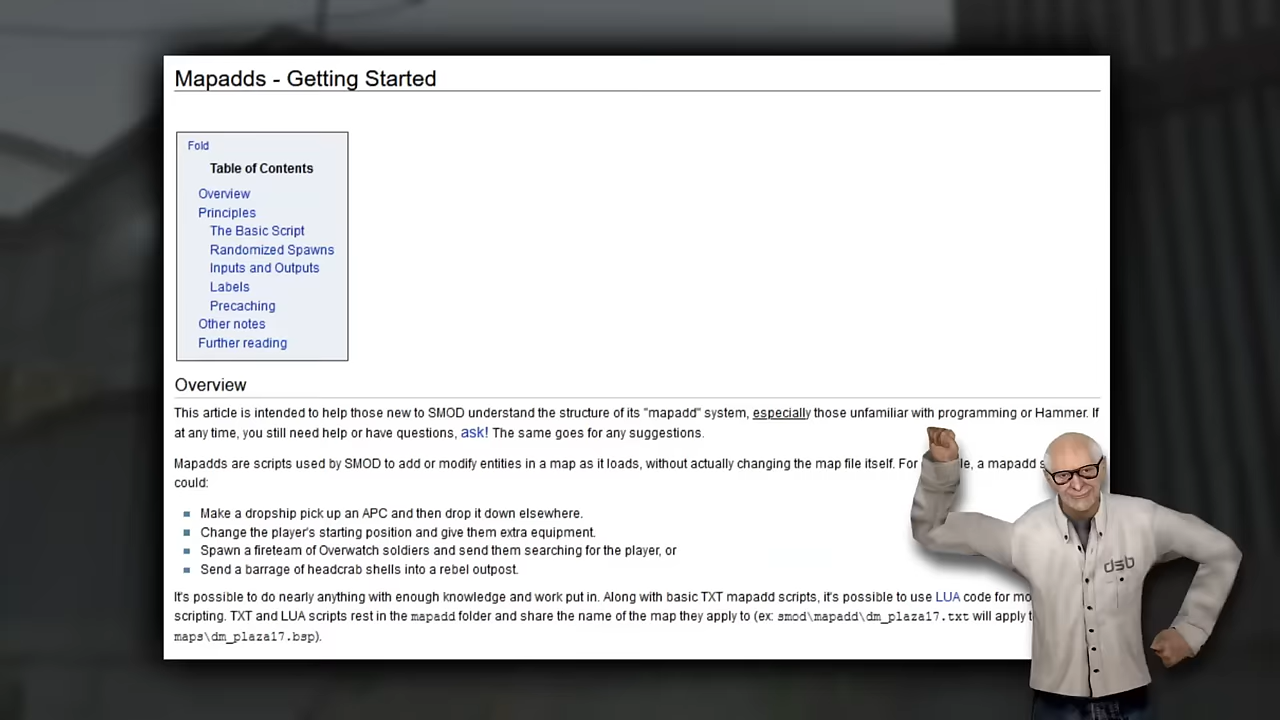 Mapadds - Getting Started
Fold
Table of Contents
Overview
Principles
The Basic Script
Randomized Spawns
Inputs and Outputs
Labels
Precaching
Other notes
Further reading
Overview
This article is intended to help those new to SMOD understand the structure of its "mapadd" system, especially those unfamiliar with programming or Hammer. If
at any time, you still need help or have questions, ask! The same goes for any suggestions.
Mapadds are scripts used by SMOD to add or modify entities in a map as it loads, without actually changing the map file itself. For le, a mapadd s
could:
Make a dropship pick up an APC and then drop it down elsewhere.
Change the player's starting position and give them extra equipment.
Spawn a fireteam of Overwatch soldiers and send them searching for the player, or
Send a barrage of headcrab shells into a rebel outpost.
It's possible to do nearly anything with enough knowledge and work put in. Along with basic TXT mapadd scripts, it's possible to use LUA code for mo
scripting. TXT and LUA scripts rest in the mapadd folder and share the name of the map they apply to (ex: smod\mapadd\dm_plaza17.txt will apply t
maps\dm_plaza17.bsp).
dsb